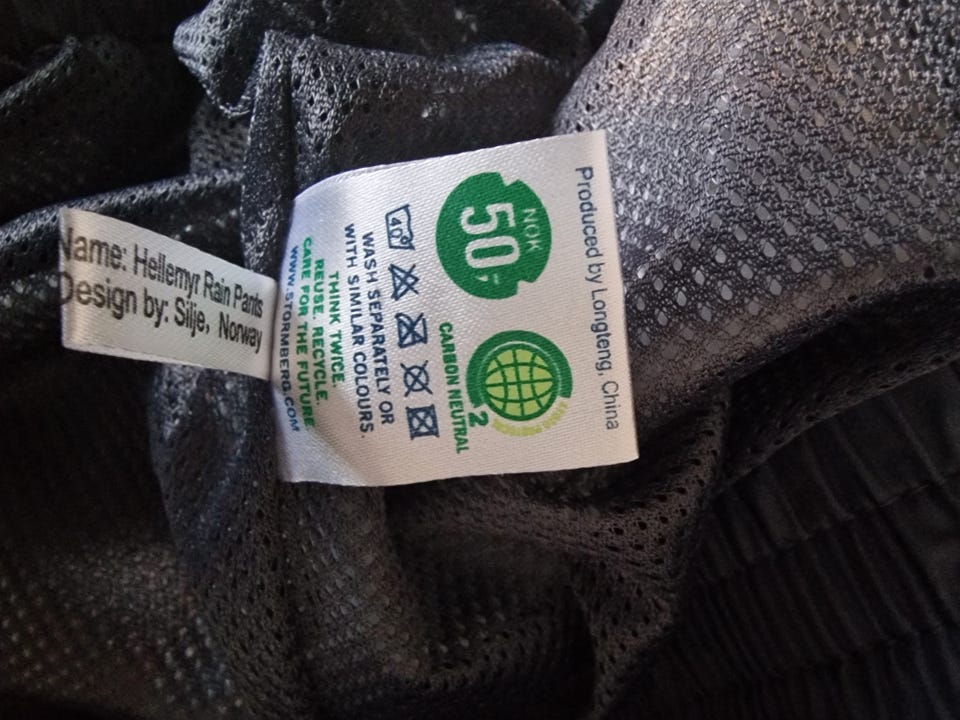 Produced by Longteng, China
NOK
50,-
2
CARBON NEUTRAL
40
WASH SEPARATELY OR
WITH SIMILAR COLOURS.
THINK TWICE.
REUSE. RECYCLE.
CARE FOR THE FUTURE
WWW.STORMBERG.COM
Name: Hellemyr Rain Pants
Design by: Silje, Norway